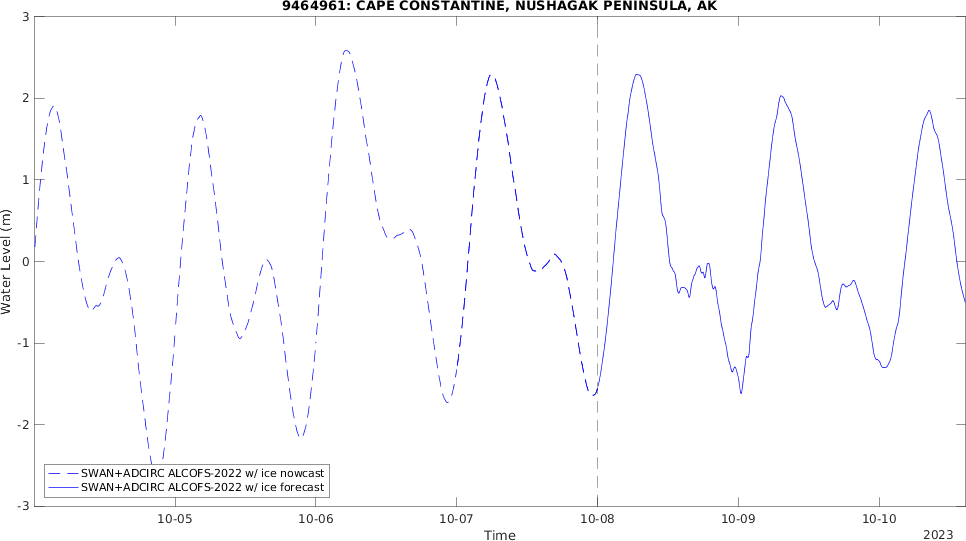 9464961: CAPE CONSTANTINE, NUSHAGAK PENINSULA, AK
3
2
1
0
-1
-2
-3
Water Level (m)
SWAN+ADCIRC ALCOFS-2022 w/ ice nowcast
SWAN+ADCIRC ALCOFS-2022 w/ ice forecast
10-05 10-06 10-07 10-08 10-09 10-10
Time
2023